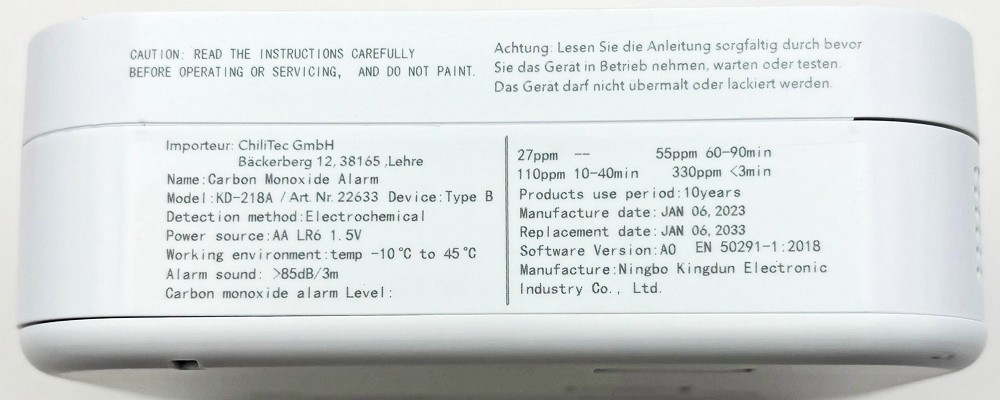 CAUTION: READ THE INSTRUCTIONS CAREFULLY
BEFORE OPERATING OR SERVICING, AND DO NOT PAINT.
Achtung: Lesen Sie die Anleitung sorgfältig durch bevor
Sie das Gerät in Betrieb nehmen, warten oder testen.
Das Gerät darf nicht übermalt oder lackiert werden.
Importeur: ChiliTec GmbH
Bäckerberg 12, 38165 ,Lehre
Name:Carbon Monoxide Alarm
Model:KD-218A / Art. Nr. 22633 Device:Type B
Detection method:Electrochemical
Power source:AA LR6 1.5V
Working environment:temp -10℃ to 45℃
Alarm sound: >85dB/3m
Carbon monoxide alarm Level:
27ppm -- 55ppm 60-90min
110ppm 10-40min 330ppm <3min
Products use period:10years
Manufacture date: JAN 06, 2023
Replacement date: JAN 06, 2033
Software Version:A0 EN 50291-1:2018
Manufacture:Ningbo Kingdun Electronic
Industry Co., Ltd.